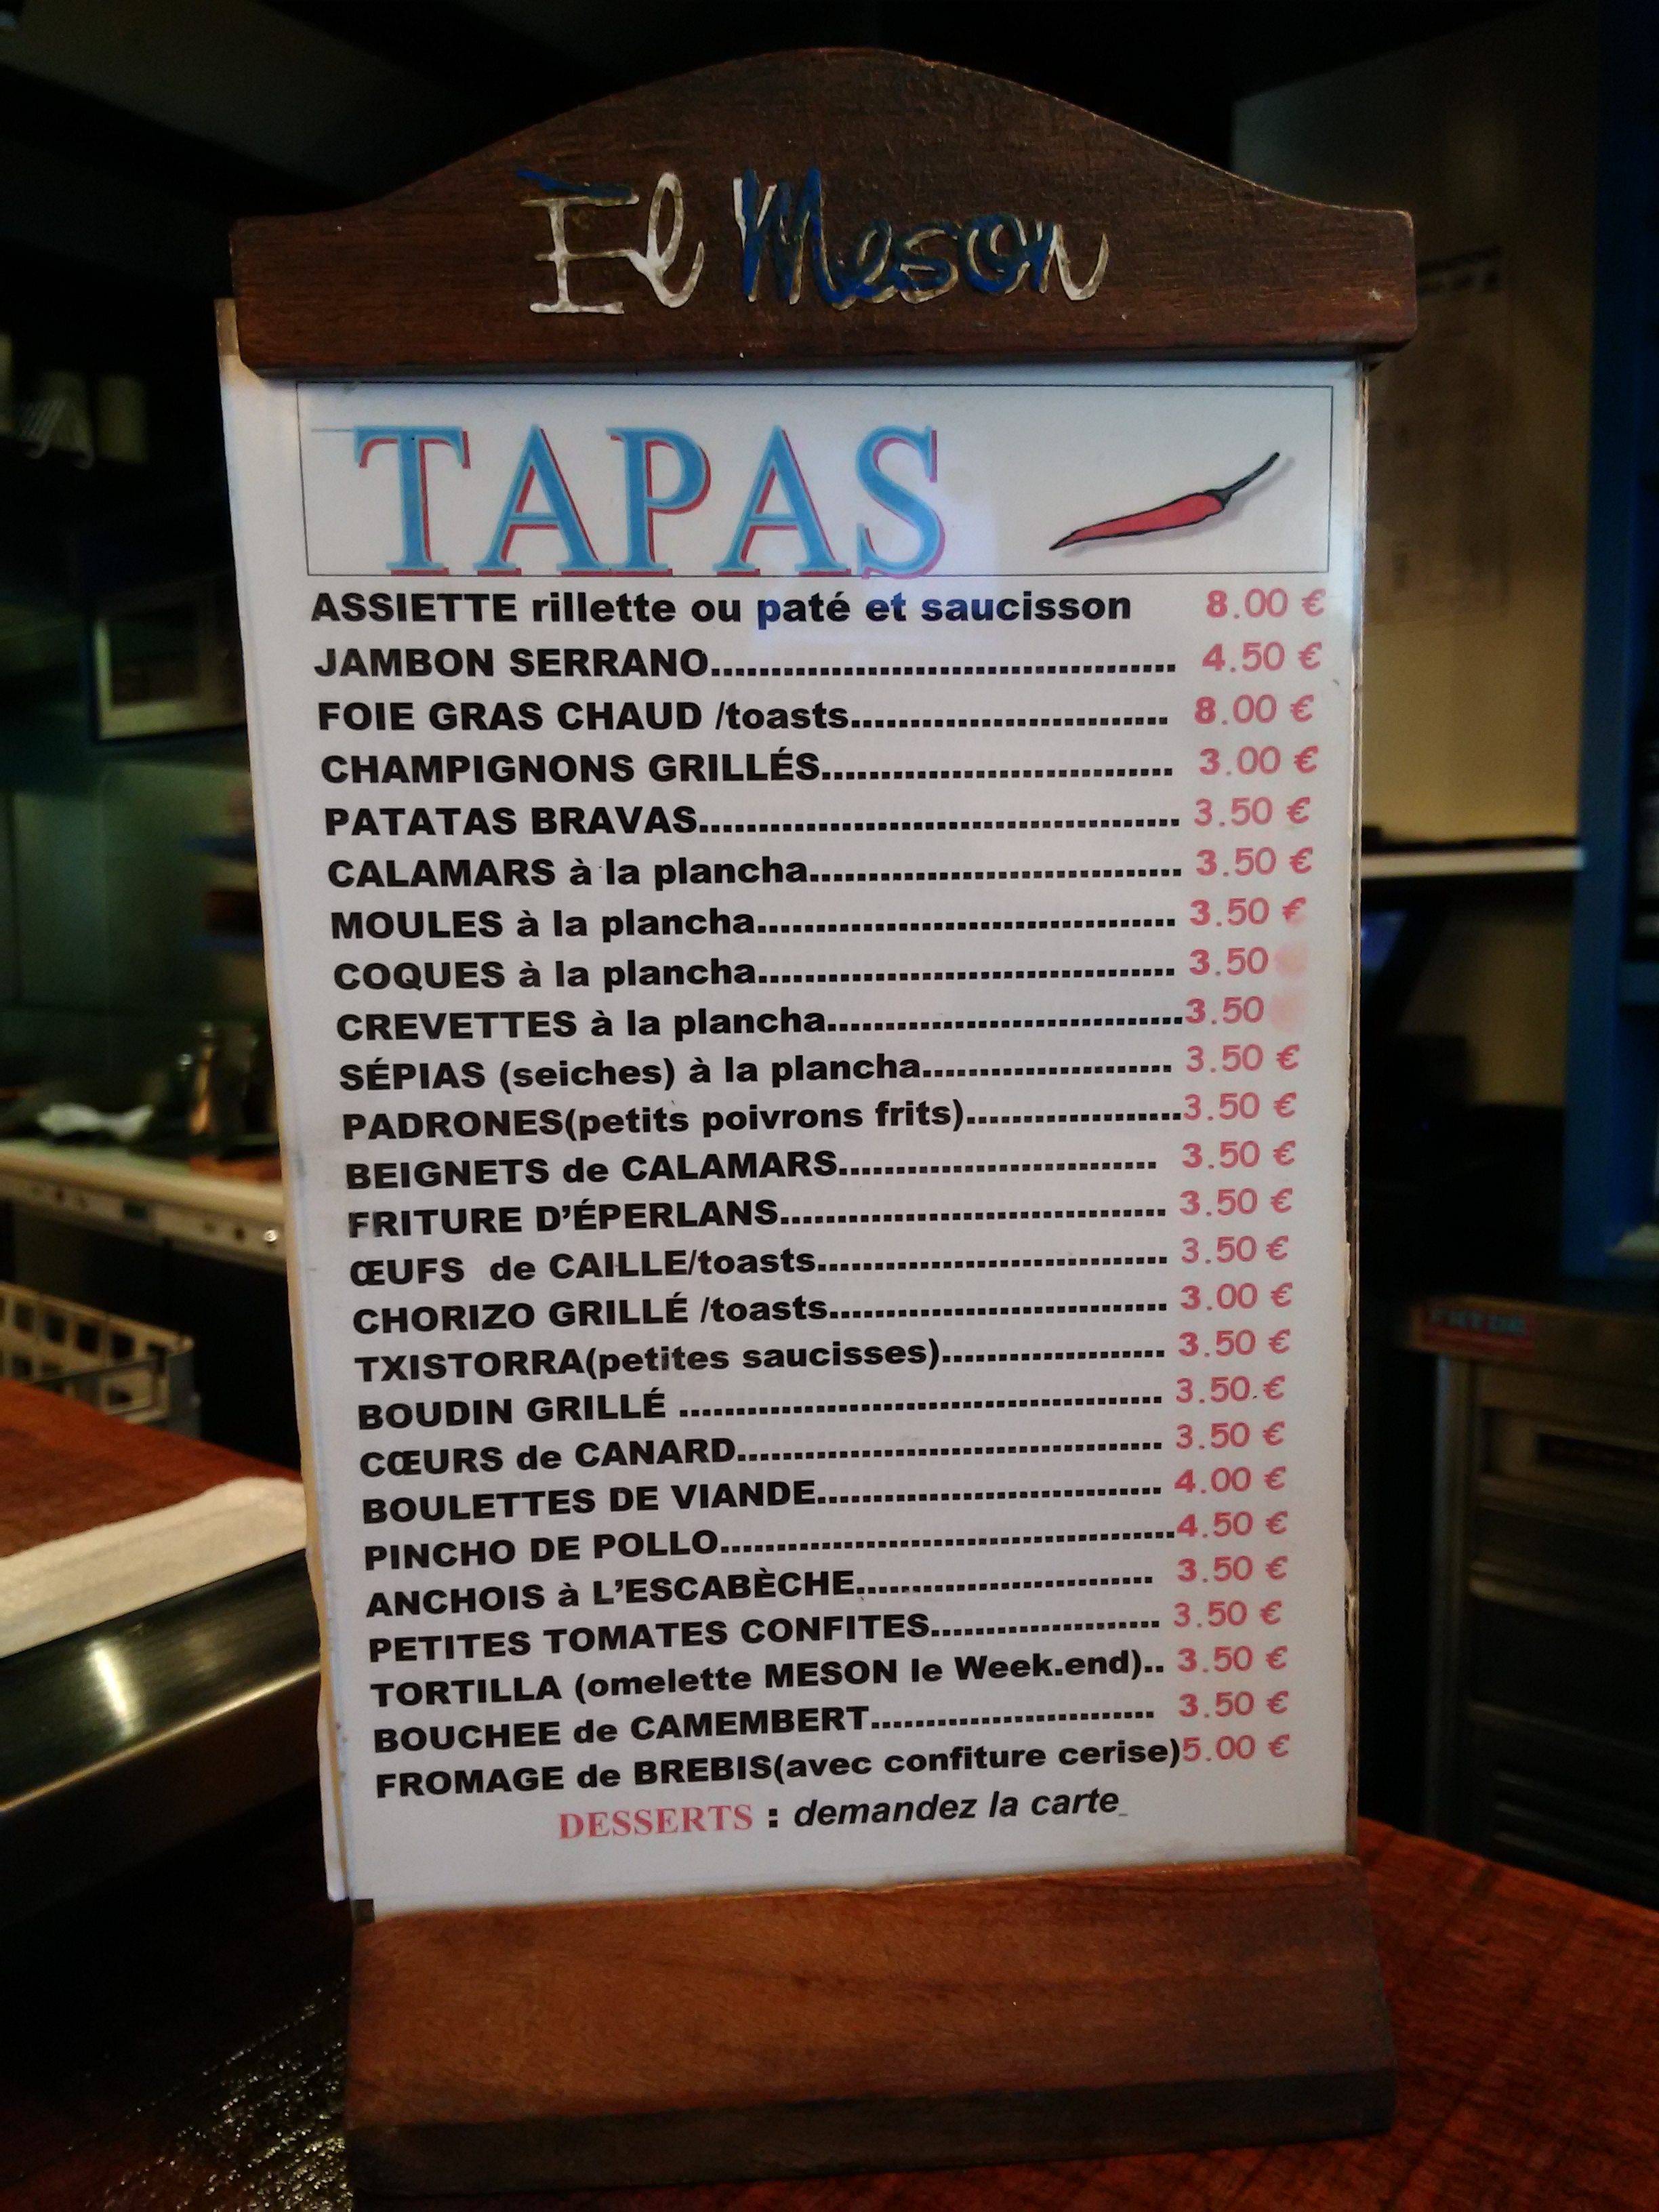 El Meson
TAPAS
ASSIETTE rillette ou paté et saucisson 8.00 €
JAMBON SERRANO....................................... 4.50 €
FOIE GRAS CHAUD /toasts........................... 8.00 €
CHAMPIGNONS GRILLÉS.............................. 3.00 €
PATATAS BRAVAS......................................... 3.50 €
CALAMARS à la plancha................................ 3.50 €
MOULES à la plancha.................................... 3.50 €
COQUES à la plancha.................................... 3.50
CREVETTES à la plancha...............................3.50
SÉPIAS (seiches) à la plancha...................... 3.50 €
PADRONES(petits poivrons frits)...................3.50 €
BEIGNETS de CALAMARS............................ 3.50 €
FRITURE D'ÉPERLANS.................................. 3.50 €
ŒUFS de CAILLE/toasts............................... 3.50 €
CHORIZO GRILLÉ /toasts.............................. 3.00 €
TXISTORRA(petites saucisses).................... 3.50 €
BOUDIN GRILLÉ ........................................... 3.50.€
CŒURS de CANARD...................................... 3.50 €
BOULETTES DE VIANDE............................... 4.00 €
PINCHO DE POLLO.........................................4.50 €
ANCHOIS à L'ESCABÈCHE........................... 3.50 €
PETITES TOMATES CONFITES..................... 3.50 €
TORTILLA (omelette MESON le Week.end).. 3.50 €
BOUCHEE de CAMEMBERT.......................... 3.50 €
FROMAGE de BREBIS(avec confiture cerise)5.00 €
DESSERTS : demandez la carte